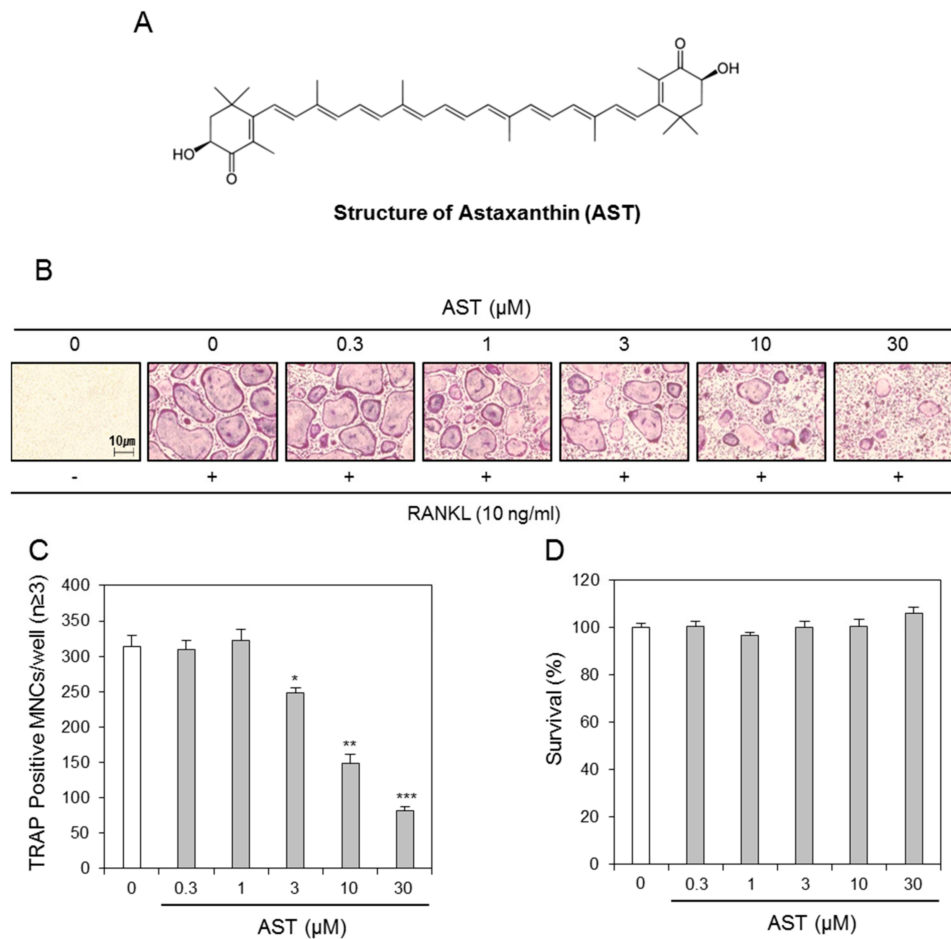 A
O
OH
HO
O
Structure of Astaxanthin (AST)
B
AST (μM)
0 0 0.3 1 3 10 30
10μm
- + + + + + +
RANKL (10 ng/ml)
C
TRAP Positive MNCs/well (n≥3)
400
350
300
250
200
150
100
50
0
*
**
***
0 0.3 1 3 10 30
AST (μM)
D
Survival (%)
120
100
80
60
40
20
0
0 0.3 1 3 10 30
AST (μM)